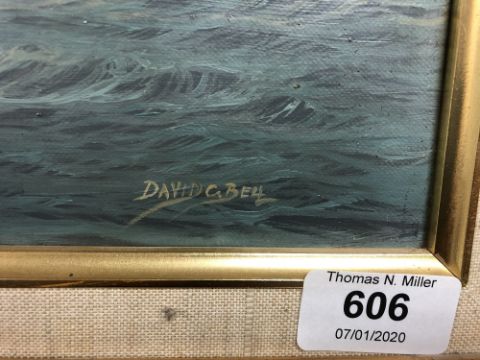 DAVID C. BELL
Thomas N. Miller
606
07/01/2020